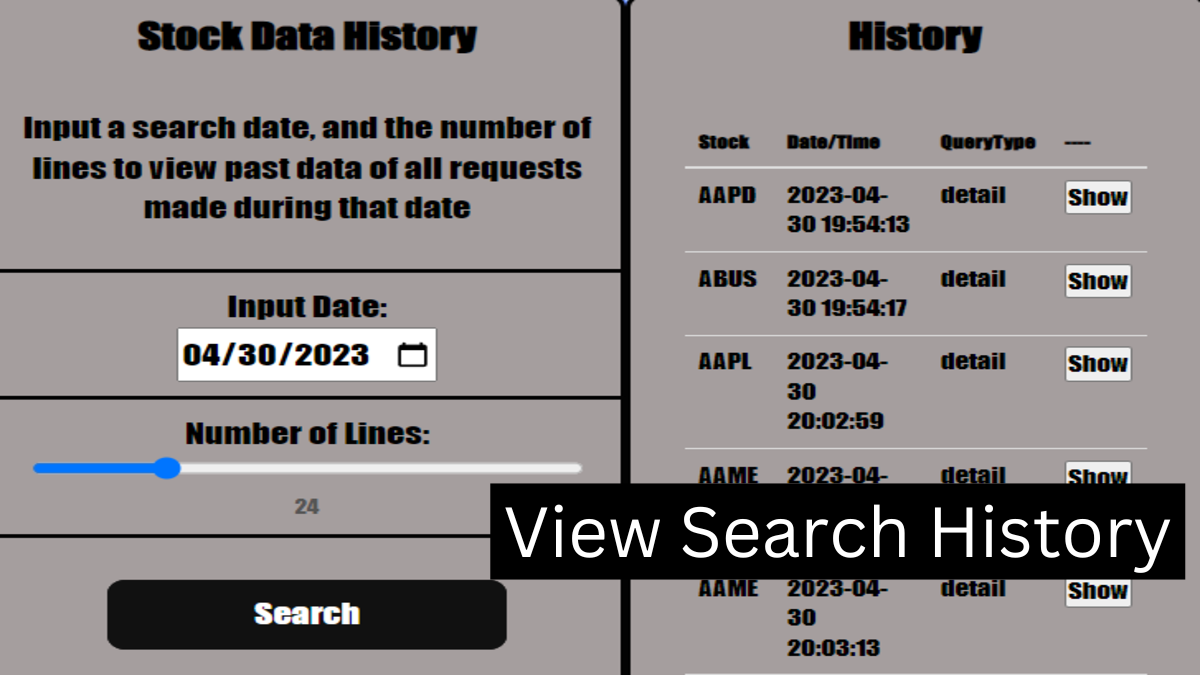 Stock Data History
Input a search date, and the number of
lines to view past data of all requests
made during that date
Input Date:
04/30/2023
Number of Lines:
24
Search
History
Stock Date/Time QueryType ----
AAPD 2023-04- detail Show
30 19:54:13
ABUS 2023-04- detail Show
30 19:54:17
AAPL 2023-04- detail Show
30
20:02:59
AAME 2023-04- detail Show
View Search History
AAME 2023-04- detail Show
30
20:03:13